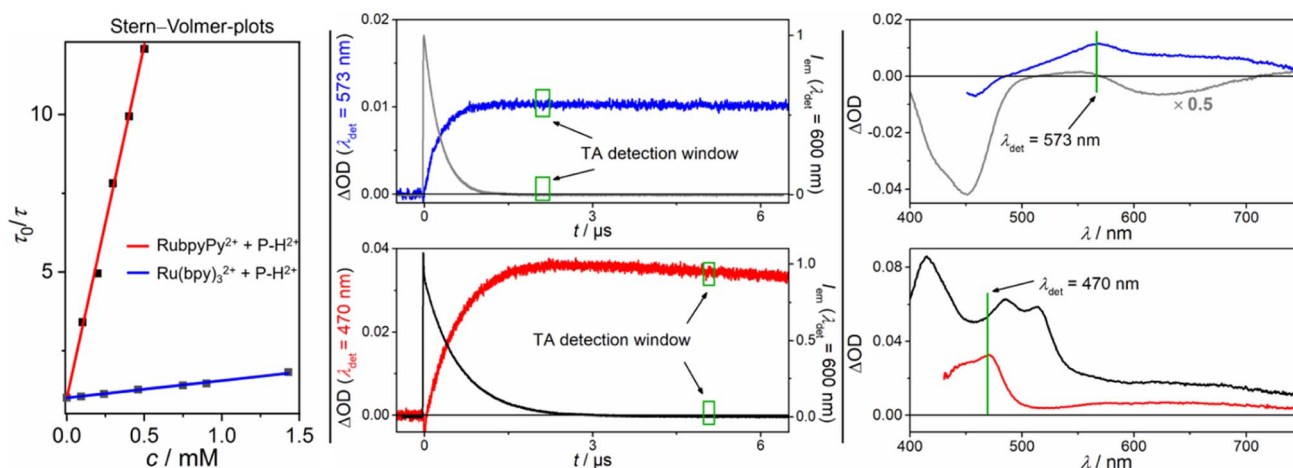 Stern–Volmer-plots
τ₀/τ
10
5
RubpyPy²⁺ + P-H²⁺
Ru(bpy)₃²⁺ + P-H²⁺
0.0 0.5 1.0 1.5
c / mM
ΔOD (λdet = 573 nm)
0.02
0.01
0.00
TA detection window
1
0
Iem (λdet = 600 nm)
0 3 6
t / μs
ΔOD (λdet = 470 nm)
0.04
0.02
0.00
TA detection window
1.0
0.5
0.0
Iem (λdet = 600 nm)
0 3 6
t / μs
ΔOD
0.02
0.00
-0.02
-0.04
× 0.5
λdet = 573 nm
400 500 600 700
λ / nm
ΔOD
0.08
0.04
0.00
λdet = 470 nm
400 500 600 700
λ / nm